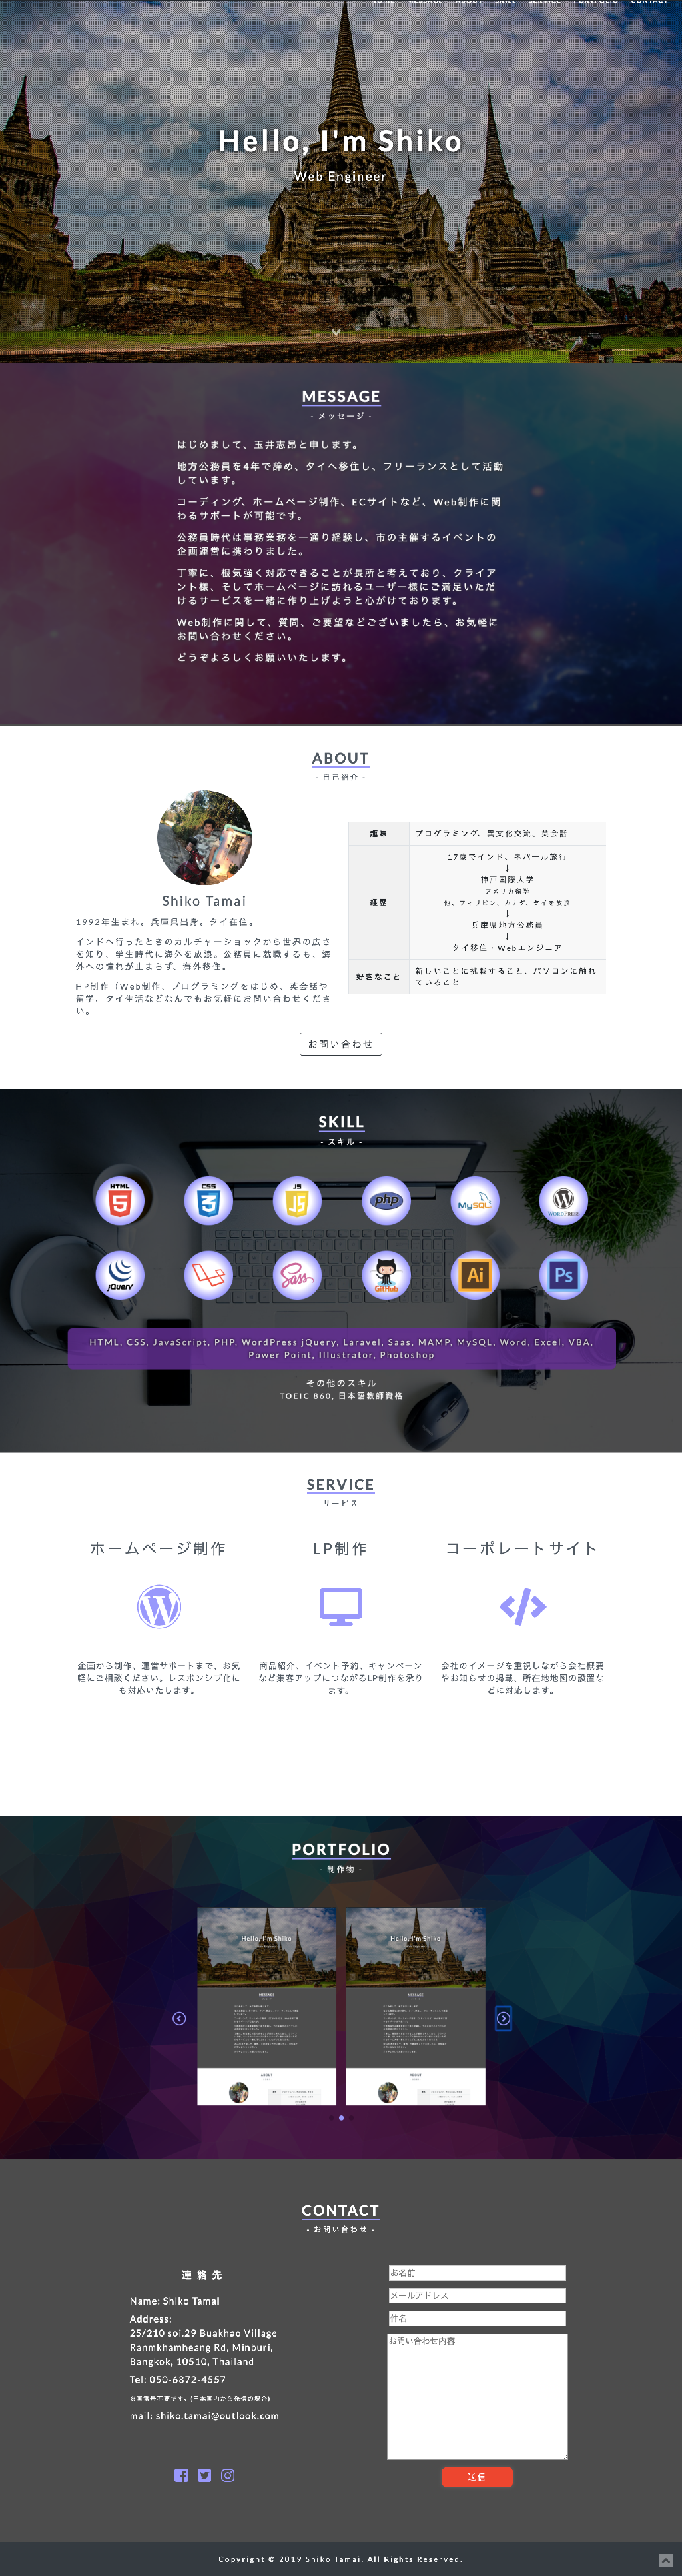 HOME MESSAGE ABOUT SKILL SERVICE PORTFOLIO CONTACT
Hello, I'm Shiko
- Web Engineer -
MESSAGE
- メッセージ -
はじめまして、玉井志昂と申します。
地方公務員を4年で辞め、タイへ移住し、フリーランスとして活動
しています。
コーディング、ホームページ制作、ECサイトなど、Web制作に関
わるサポートが可能です。
公務員時代は事務業務を一通り経験し、市の主催するイベントの
企画運営に携わりました。
丁寧に、根気強く対応できることが長所と考えており、クライア
ント様、そしてホームページに訪れるユーザー様にご満足いただ
けるサービスを一緒に作り上げようと心がけております。
Web制作に関して、質問、ご要望などございましたら、お気軽に
お問い合わせください。
どうぞよろしくお願いいたします。
ABOUT
- 自己紹介 -
Shiko Tamai
1992年生まれ。兵庫県出身。タイ在住。
インドへ行ったときのカルチャーショックから世界の広さ
を知り、学生時代に海外を放浪。公務員に就職するも、海
外への憧れが止まらず、海外移住。
HP制作（Web制作、プログラミングをはじめ、英会話や
留学、タイ生活などなんでもお気軽にお問い合わせくださ
い。
趣味 プログラミング、異文化交流、英会話
経歴
17歳でインド、ネパール旅行
↓
神戸国際大学
アメリカ留学
他、フィリピン、カナダ、タイを放浪
↓
兵庫県地方公務員
↓
タイ移住・Webエンジニア
好きなこと 新しいことに挑戦すること、パソコンに触れ
ていること
お問い合わせ
SKILL
- スキル -
HTML 5 CSS 3 JS php MySQL WORDPRESS
jQuery Sass GitHub Ai Ps
HTML, CSS, JavaScript, PHP, WordPress jQuery, Laravel, Saas, MAMP, MySQL, Word, Excel, VBA,
Power Point, Illustrator, Photoshop
その他のスキル
TOEIC 860, 日本語教師資格
SERVICE
- サービス -
ホームページ制作 LP制作 コーポレートサイト
企画から制作、運営サポートまで、お気
軽にご相談ください。レスポンシブ化に
も対応いたします。
商品紹介、イベント予約、キャンペーン
など集客アップにつながるLP制作を承り
ます。
会社のイメージを重視しながら会社概要
やお知らせの掲載、所在地地図の設置な
どに対応します。
PORTFOLIO
- 制作物 -
Hello, I'm Shiko
MESSAGE
ABOUT
Hello, I'm Shiko
MESSAGE
ABOUT
CONTACT
- お問い合わせ -
連絡先
Name: Shiko Tamai
Address:
25/210 soi.29 Buakhao Village
Ranmkhamheang Rd, Minburi,
Bangkok, 10510, Thailand
Tel: 050-6872-4557
※国番号不要です。(日本国内から発信の場合)
mail: shiko.tamai@outlook.com
お名前
メールアドレス
件名
お問い合わせ内容
送信
Copyright © 2019 Shiko Tamai. All Rights Reserved.